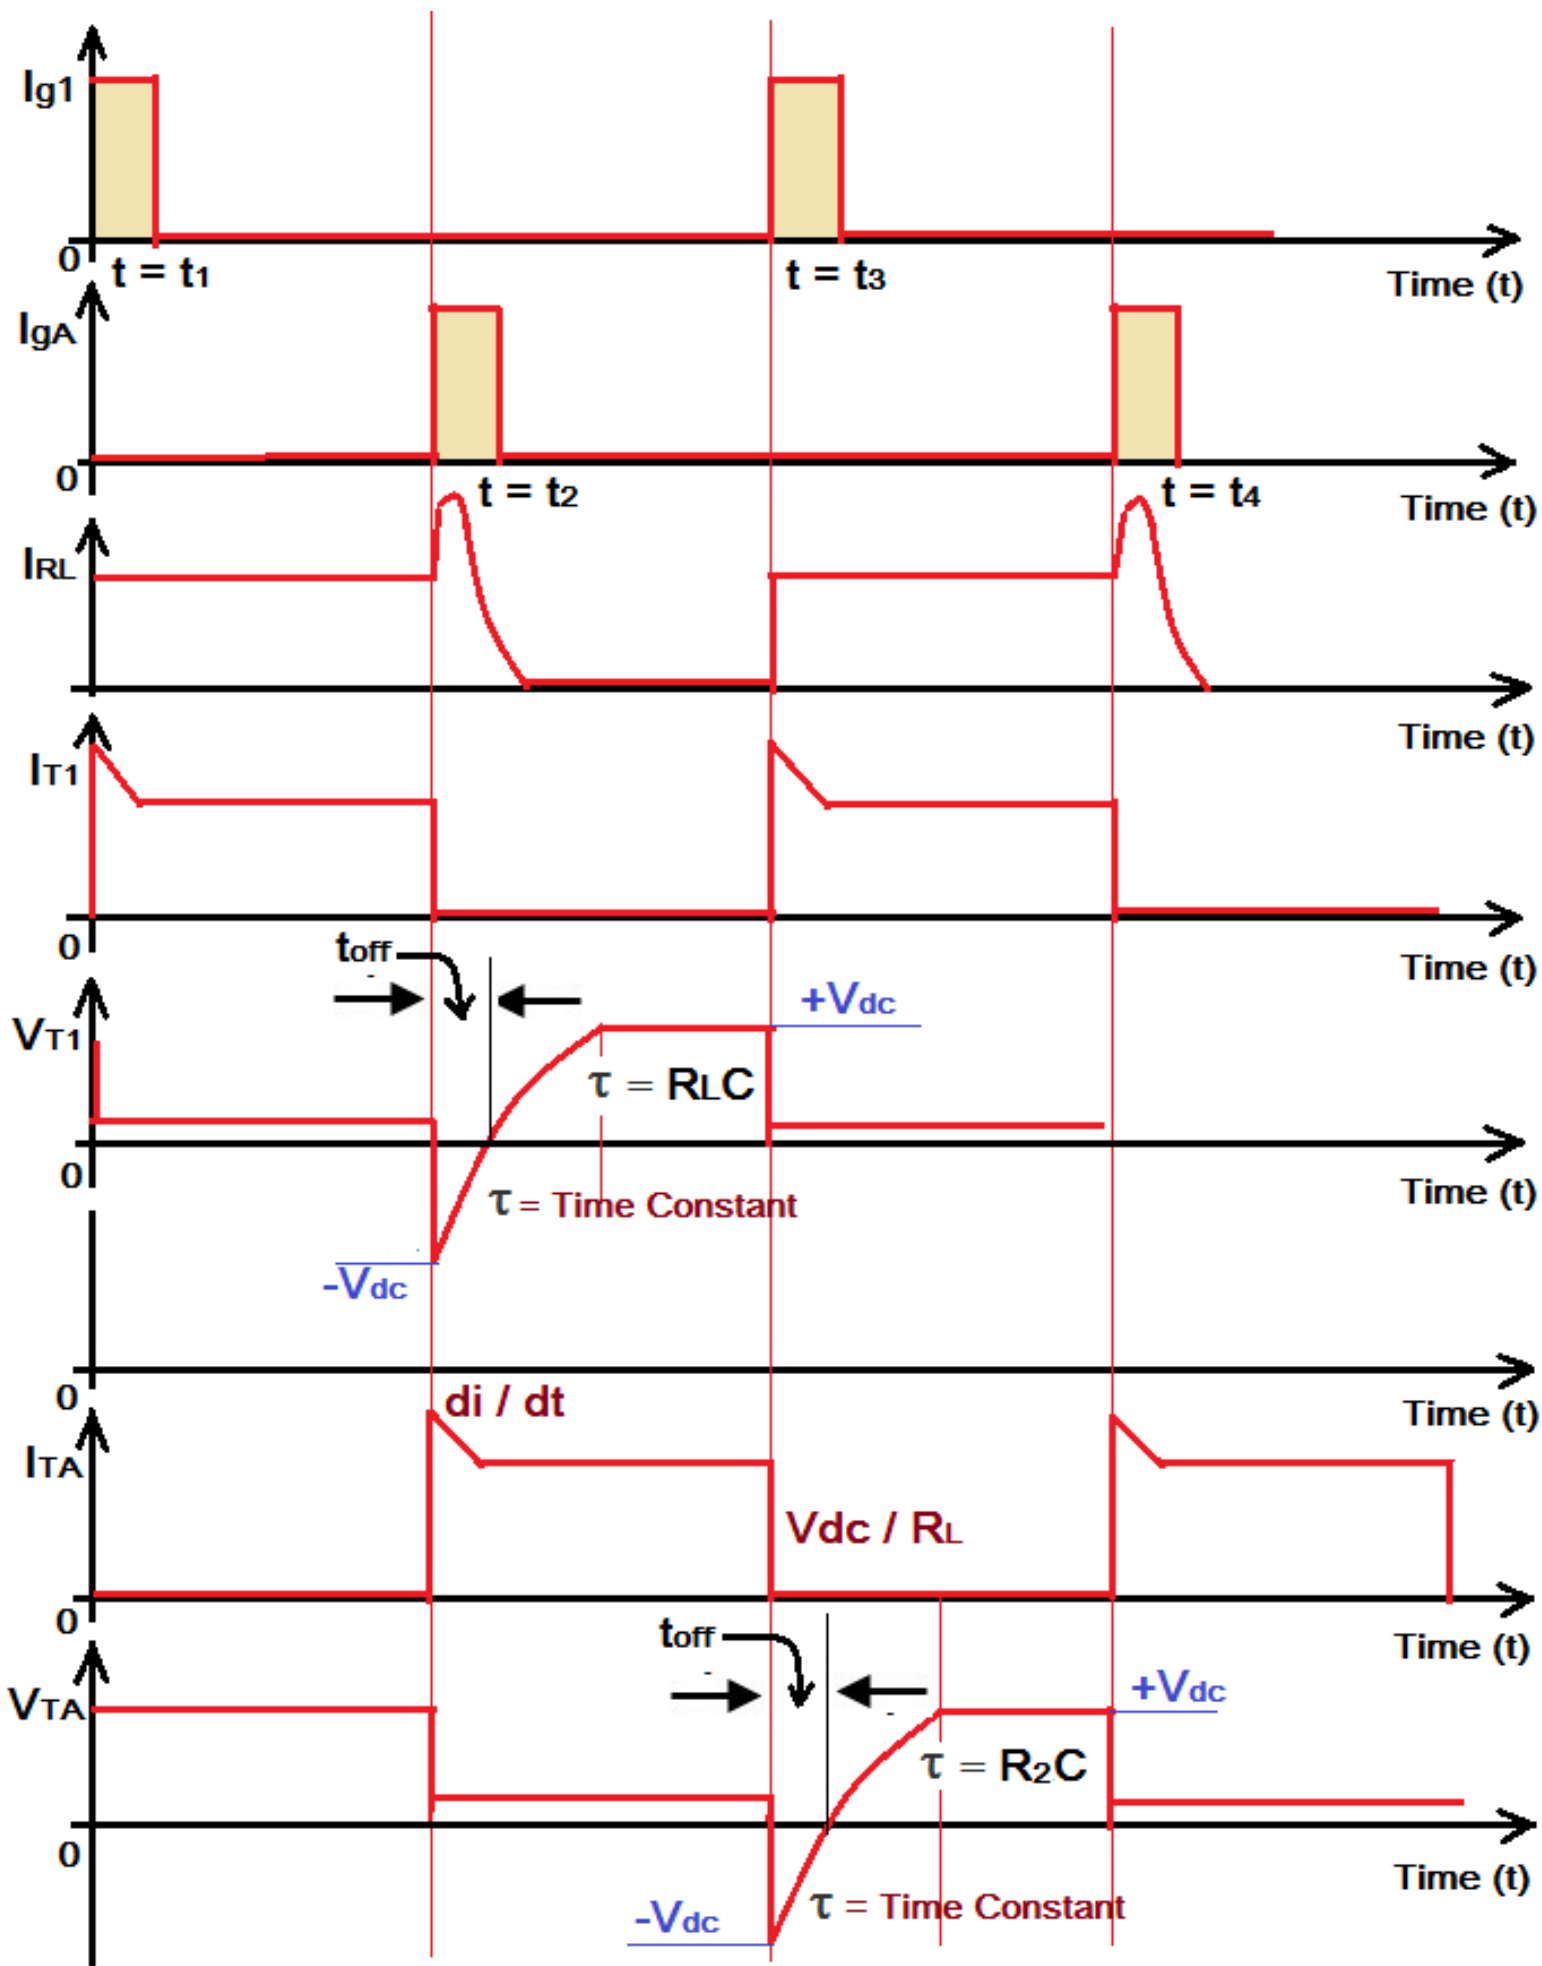 Ig1
0
t = t1
t = t3
Time (t)
IgA
0
t = t2
t = t4
Time (t)
IRL
Time (t)
IT1
0
Time (t)
toff
+Vdc
VT1
τ = RLC
0
τ = Time Constant
Time (t)
-Vdc
0
di / dt
Time (t)
ITA
Vdc / RL
0
toff
Time (t)
VTA
+Vdc
τ = R2C
0
Time (t)
τ = Time Constant
-Vdc